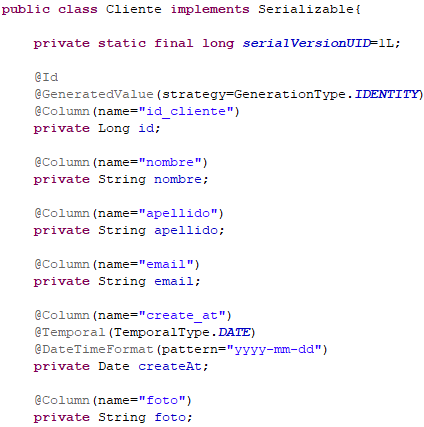 public class Cliente implements Serializable{
private static final long serialVersionUID=1L;
@Id
@GeneratedValue(strategy=GenerationType.IDENTITY)
@Column(name="id_cliente")
private Long id;
@Column(name="nombre")
private String nombre;
@Column(name="apellido")
private String apellido;
@Column(name="email")
private String email;
@Column(name="create_at")
@Temporal(TemporalType.DATE)
@DateTimeFormat(pattern="yyyy-mm-dd")
private Date createAt;
@Column(name="foto")
private String foto;